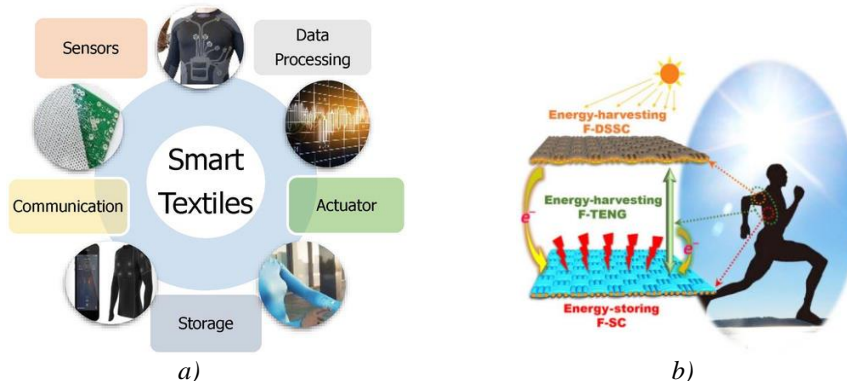 Sensors
Data
Processing
Smart
Textiles
Communication
Actuator
Storage
a)
Energy-harvesting
F-DSSC
Energy-harvesting
F-TENG
e⁻
e⁻
Energy-storing
F-SC
b)